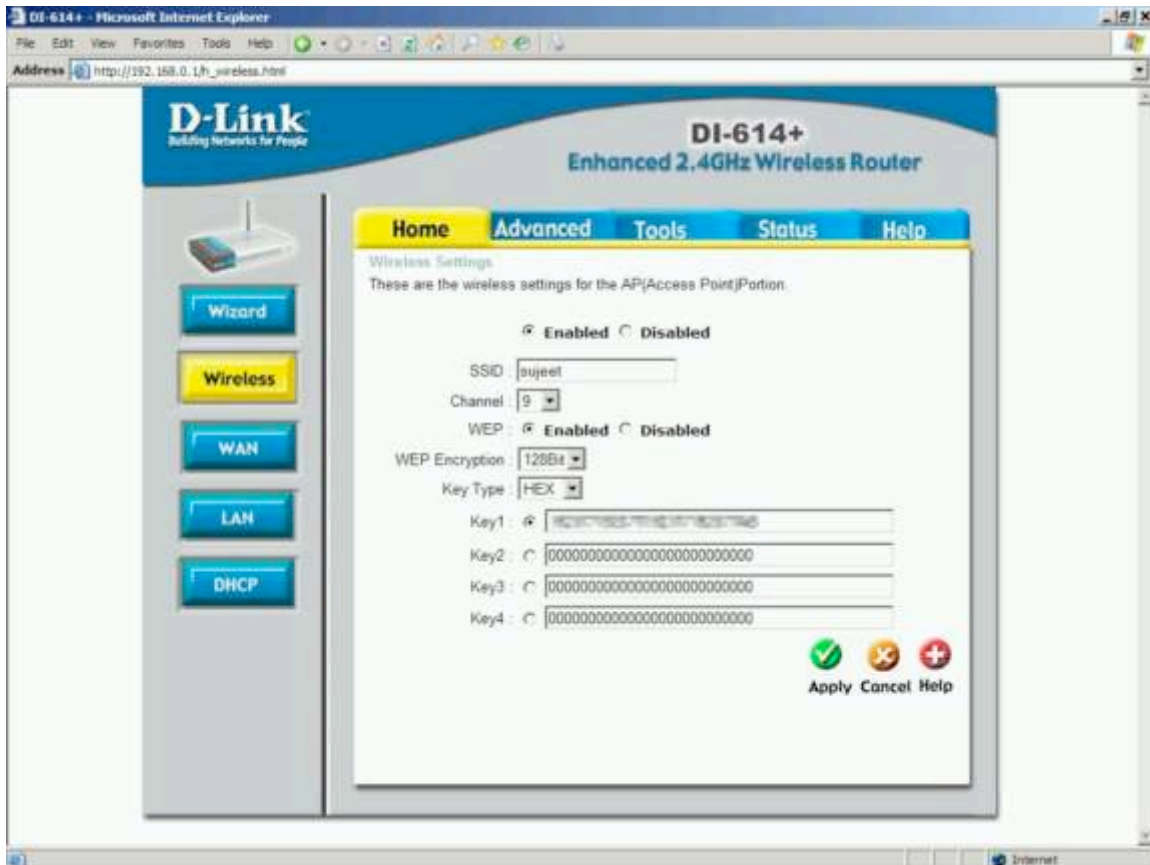 DI-614+ - Microsoft Internet Explorer
File Edit View Favorites Tools Help
Address http://192.168.0.1/h_wireless.html
D-Link
Building Networks for People
DI-614+
Enhanced 2.4GHz Wireless Router
Home Advanced Tools Status Help
Wizard
Wireless
WAN
LAN
DHCP
Wireless Settings
These are the wireless settings for the AP(Access Point)Portion.
Enabled Disabled
SSID : sujeet
Channel : 9
WEP : Enabled Disabled
WEP Encryption : 128Bit
Key Type : HEX
Key1 :
Key2 : 00000000000000000000000000
Key3 : 00000000000000000000000000
Key4 : 00000000000000000000000000
Apply Cancel Help
Internet